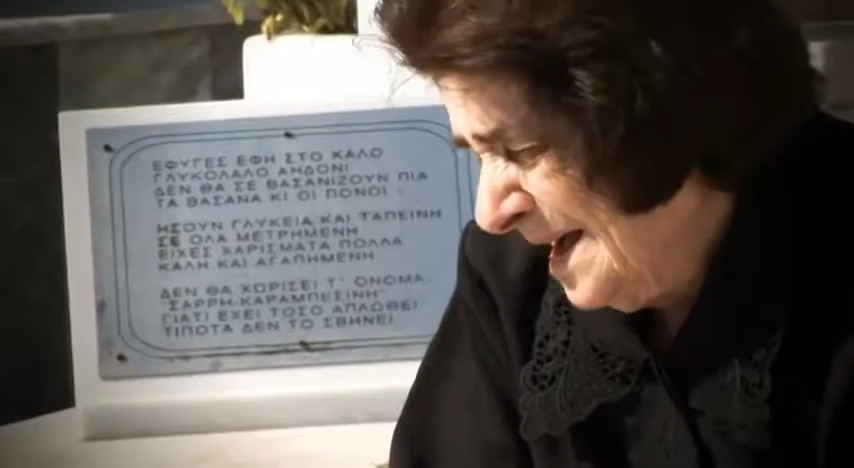 ΕΦΥΓΕΣ ΕΦΗ ΣΤΟ ΚΑΛΟ
ΓΛΥΚΟΛΑΛΟ ΑΗΔΟΝΙ
ΔΕΝ ΘΑ ΣΕ ΒΑΣΑΝΙΖΟΥΝ ΠΙΑ
ΤΑ ΒΑΣΑΝΑ ΚΙ ΟΙ ΠΟΝΟΙ
ΗΣΟΥΝ ΓΛΥΚΕΙΑ ΚΑΙ ΤΑΠΕΙΝΗ
ΣΕ ΟΛΑ ΜΕΤΡΗΜΕΝΗ
ΕΙΧΕΣ ΧΑΡΙΣΜΑΤΑ ΠΟΛΛΑ
ΚΑΛΗ ΚΑΙ ΑΓΑΠΗΜΕΝΗ
ΔΕΝ ΘΑ ΧΩΡΙΣΕΙ Τ' ΟΝΟΜΑ
"ΣΑΡΡΗ-ΚΑΡΑΜΠΕΣΙΝΗ"
ΓΙΑΤΙ ΕΧΕΙ ΤΟΣΟ ΑΠΛΩΘΕΙ
ΤΙΠΟΤΑ ΔΕΝ ΤΟ ΣΒΗΝΕΙ